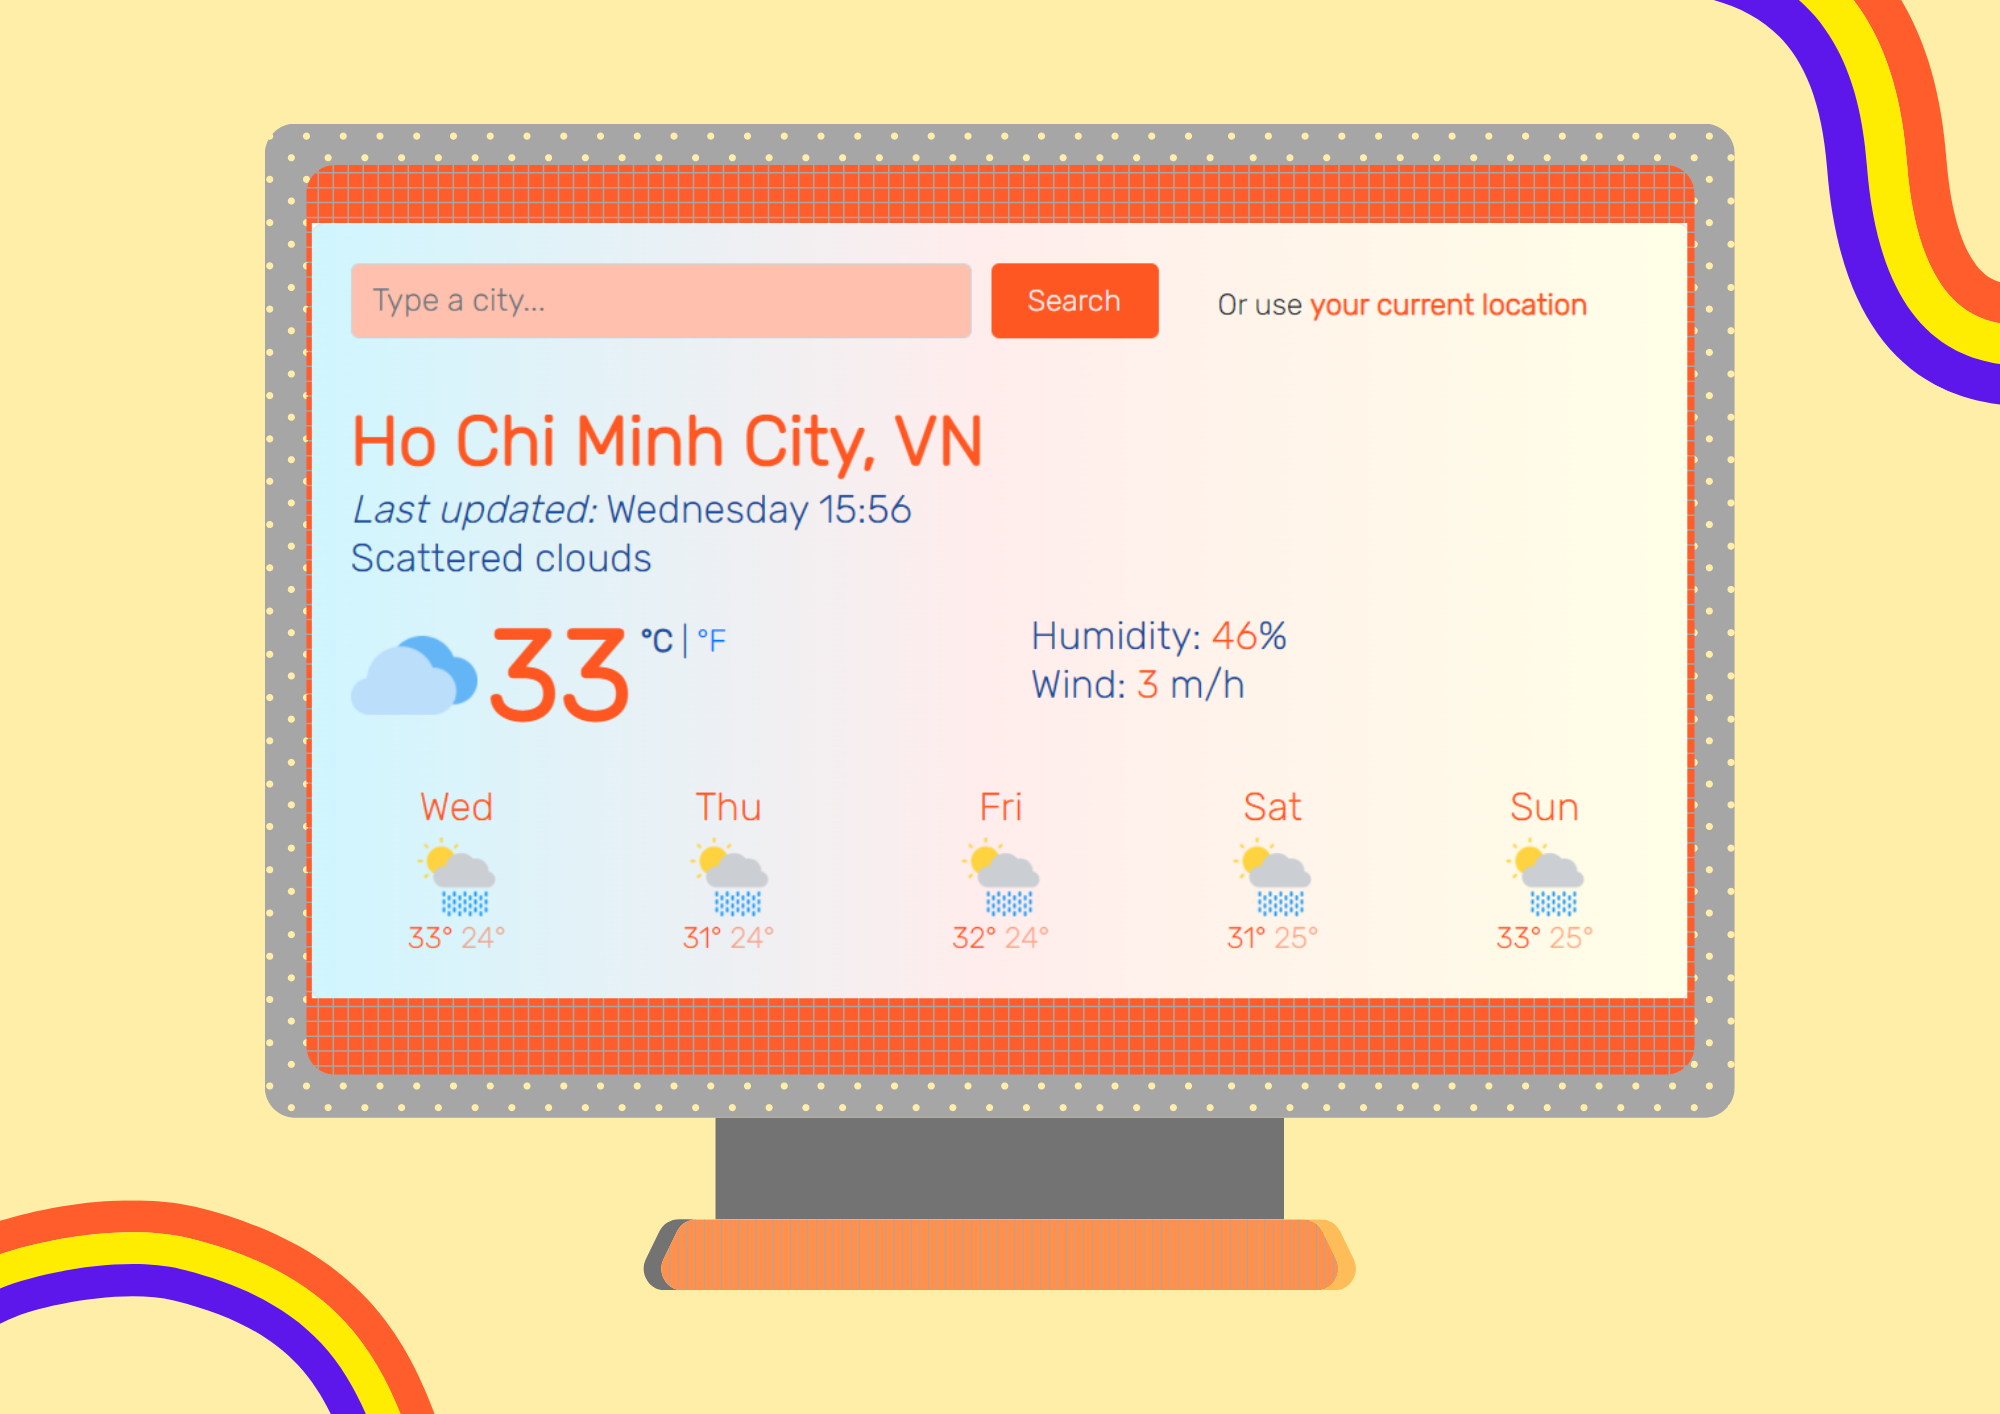 Type a city...
Search
Or use your current location
Ho Chi Minh City, VN
Last updated: Wednesday 15:56
Scattered clouds
33 °C | °F
Humidity: 46%
Wind: 3 m/h
Wed Thu Fri Sat Sun
33° 24° 31° 24° 32° 24° 31° 25° 33° 25°